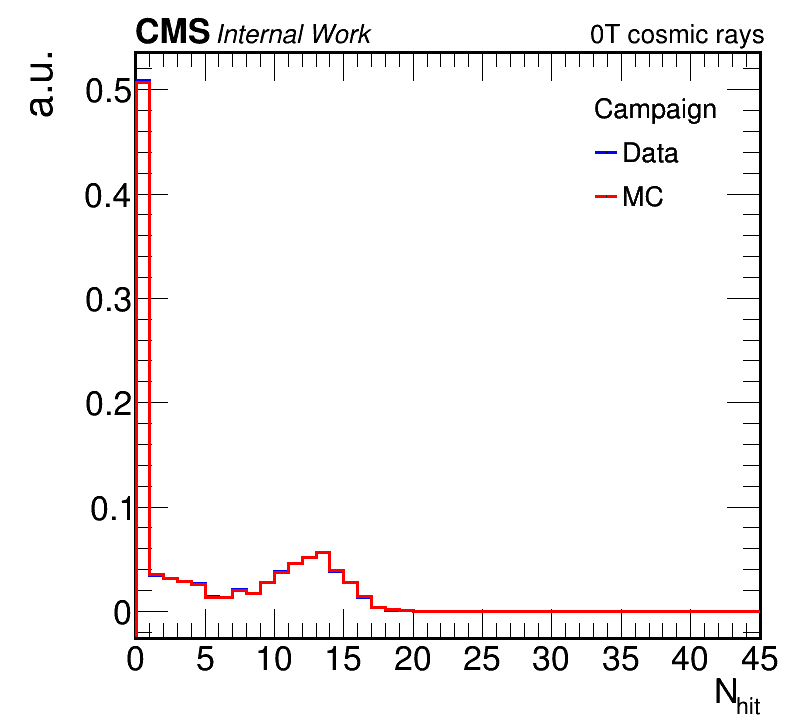 CMS Internal Work
0T cosmic rays
a.u.
0.5
0.4
0.3
0.2
0.1
0
Campaign
Data
MC
0 5 10 15 20 25 30 35 40 45
N_hit